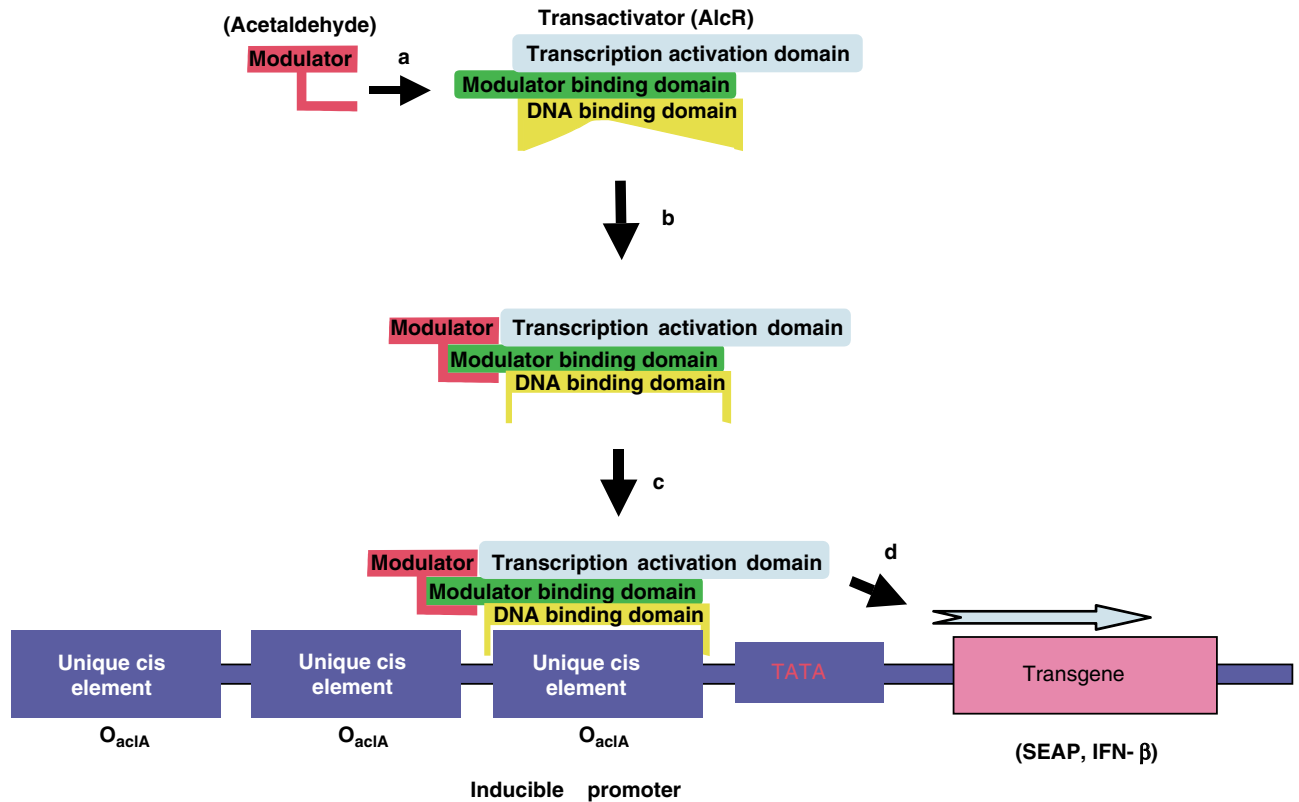 (Acetaldehyde)
Transactivator (AlcR)
Modulator
a
Transcription activation domain
Modulator binding domain
DNA binding domain
b
Modulator
Transcription activation domain
Modulator binding domain
DNA binding domain
c
Modulator
Transcription activation domain
d
Modulator binding domain
DNA binding domain
Unique cis
element
Unique cis
element
Unique cis
element
TATA
Transgene
OaclA
OaclA
OaclA
(SEAP, IFN- β)
Inducible promoter